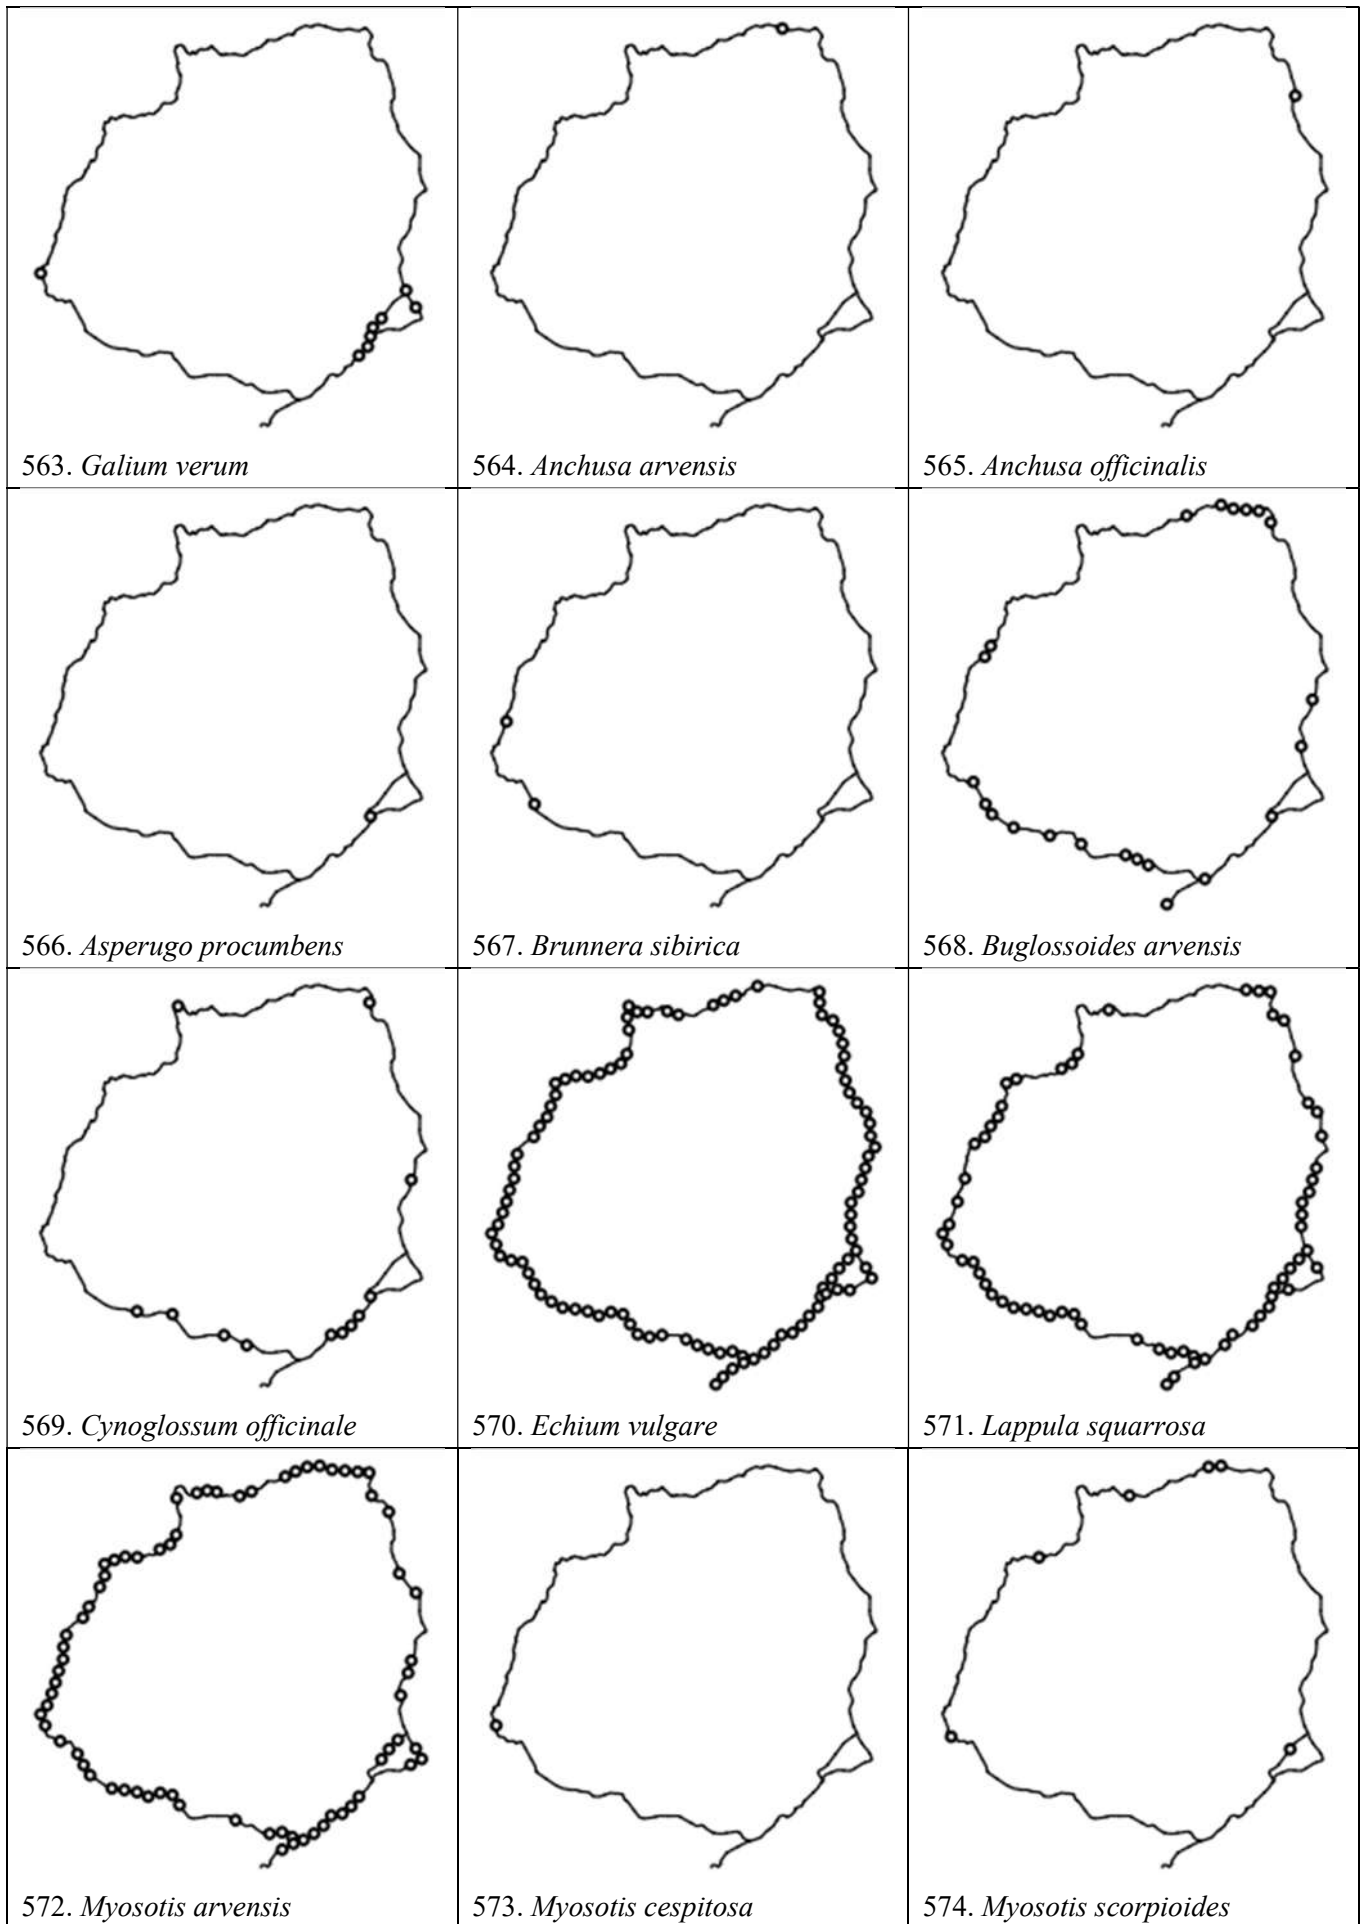 563. Galium verum
564. Anchusa arvensis
565. Anchusa officinalis
566. Asperugo procumbens
567. Brunnera sibirica
568. Buglossoides arvensis
569. Cynoglossum officinale
570. Echium vulgare
571. Lappula squarrosa
572. Myosotis arvensis
573. Myosotis cespitosa
574. Myosotis scorpioides